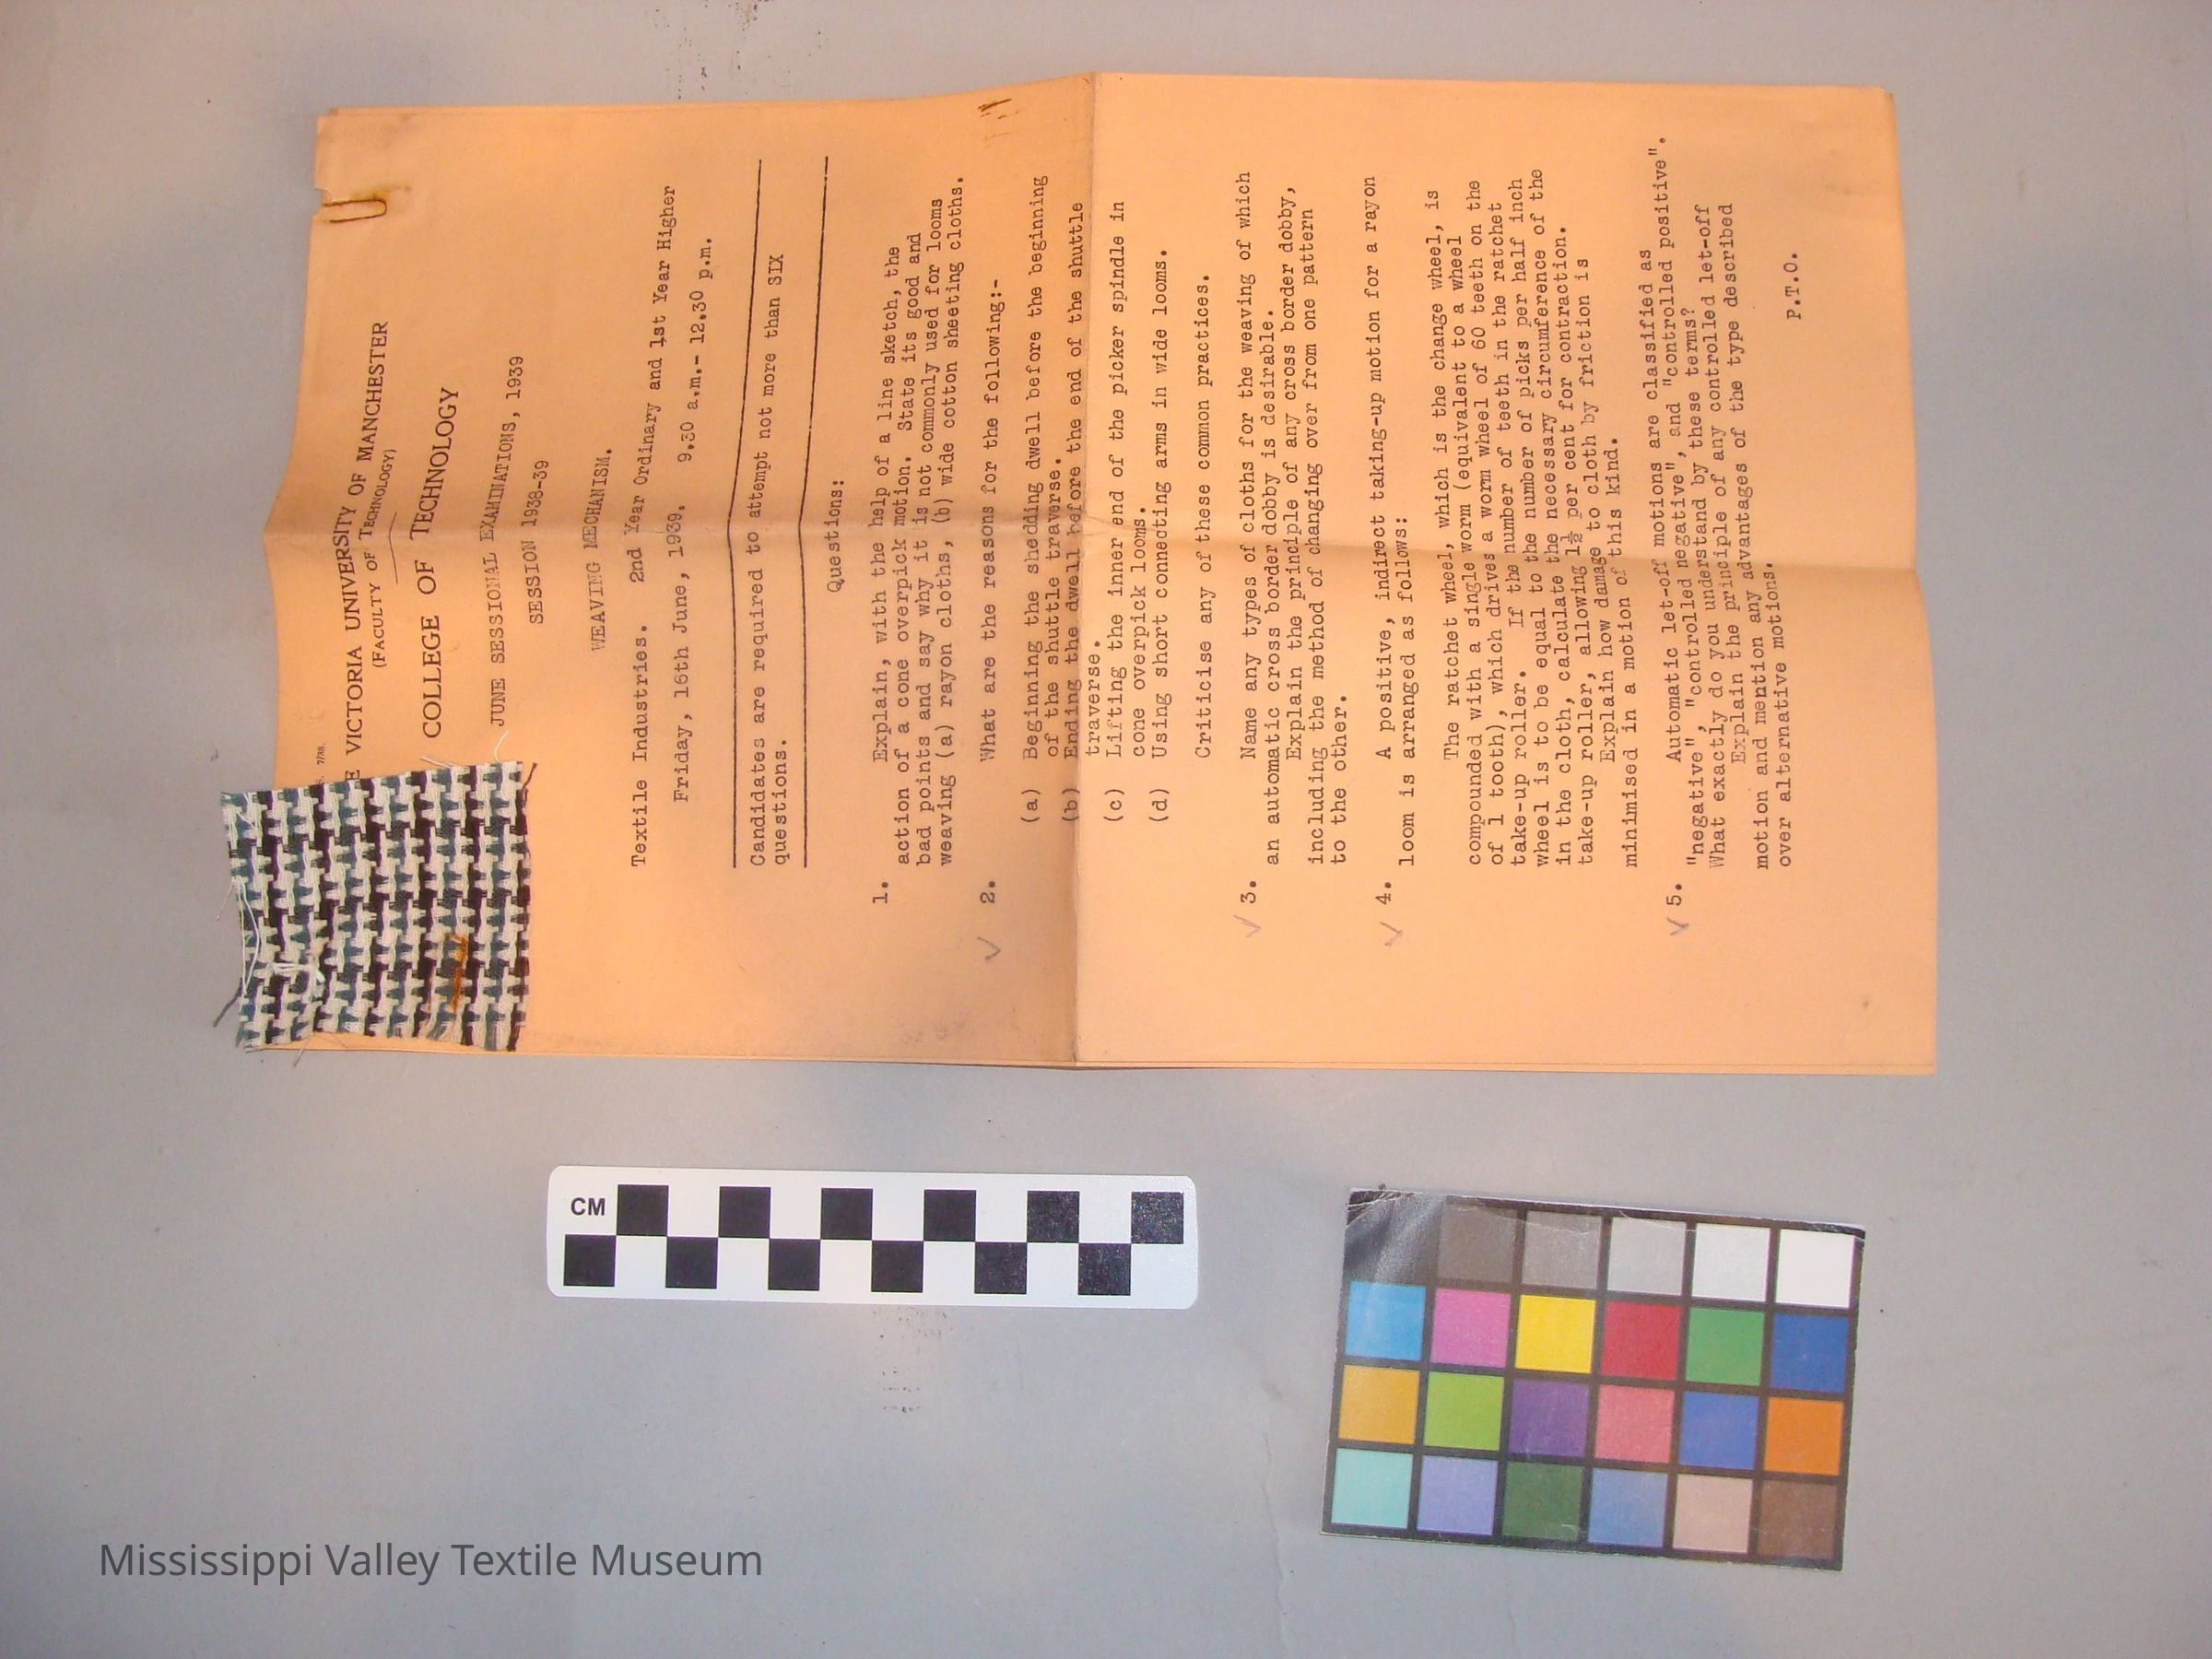 7/38.
VICTORIA UNIVERSITY OF MANCHESTER
(FACULTY OF TECHNOLOGY)
COLLEGE OF TECHNOLOGY
JUNE SESSIONAL EXAMINATIONS, 1939
SESSION 1938-39
WEAVING MECHANISM.
Textile Industries. 2nd Year Ordinary and 1st Year Higher
Friday, 16th June, 1939. 9.30 a.m.- 12.30 p.m.
Candidates are required to attempt not more than SIX
questions.
Questions:
1. Explain, with the help of a line sketch, the
action of a cone overpick motion. State its good and
bad points and say why it is not commonly used for looms
weaving (a) rayon cloths, (b) wide cotton sheeting cloths.
2. What are the reasons for the following:-
(a) Beginning the shedding dwell before the beginning
of the shuttle traverse.
(b) Ending the dwell before the end of the shuttle
traverse.
(c) Lifting the inner end of the picker spindle in
cone overpick looms.
(d) Using short connecting arms in wide looms.
Criticise any of these common practices.
3. Name any types of cloths for the weaving of which
an automatic cross border dobby is desirable.
Explain the principle of any cross border dobby,
including the method of changing over from one pattern
to the other.
4. A positive, indirect taking-up motion for a rayon
loom is arranged as follows:
The ratchet wheel, which is the change wheel, is
compounded with a single worm (equivalent to a wheel
of 1 tooth), which drives a worm wheel of 60 teeth on the
take-up roller. If the number of teeth in the ratchet
wheel is to be equal to the number of picks per half inch
in the cloth, calculate the necessary circumference of the
take-up roller, allowing 1½ per cent for contraction.
Explain how damage to cloth by friction is
minimised in a motion of this kind.
5. Automatic let-off motions are classified as
"negative", "controlled negative", and "controlled positive".
What exactly do you understand by these terms?
Explain the principle of any controlled let-off
motion and mention any advantages of the type described
over alternative motions.
P.T.O.
CM
Mississippi Valley Textile Museum